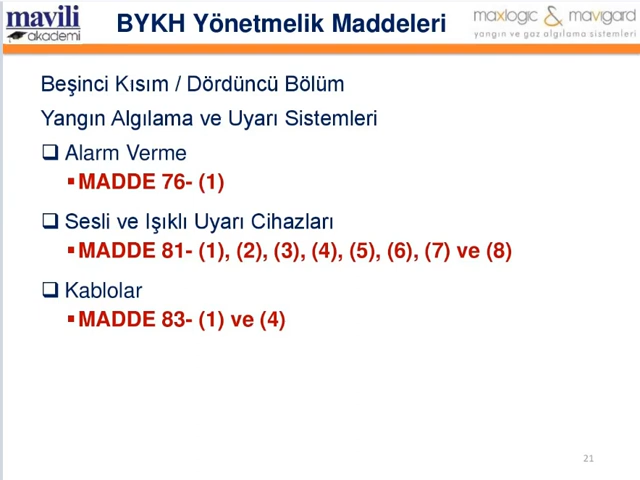 mavili
akademi
BYKH Yönetmelik Maddeleri
maxlogic & mavigard
yangın ve gaz algılama sistemleri
Beşinci Kısım / Dördüncü Bölüm
Yangın Algılama ve Uyarı Sistemleri
❑ Alarm Verme
▪ MADDE 76- (1)
❑ Sesli ve Işıklı Uyarı Cihazları
▪ MADDE 81- (1), (2), (3), (4), (5), (6), (7) ve (8)
❑ Kablolar
▪ MADDE 83- (1) ve (4)
21